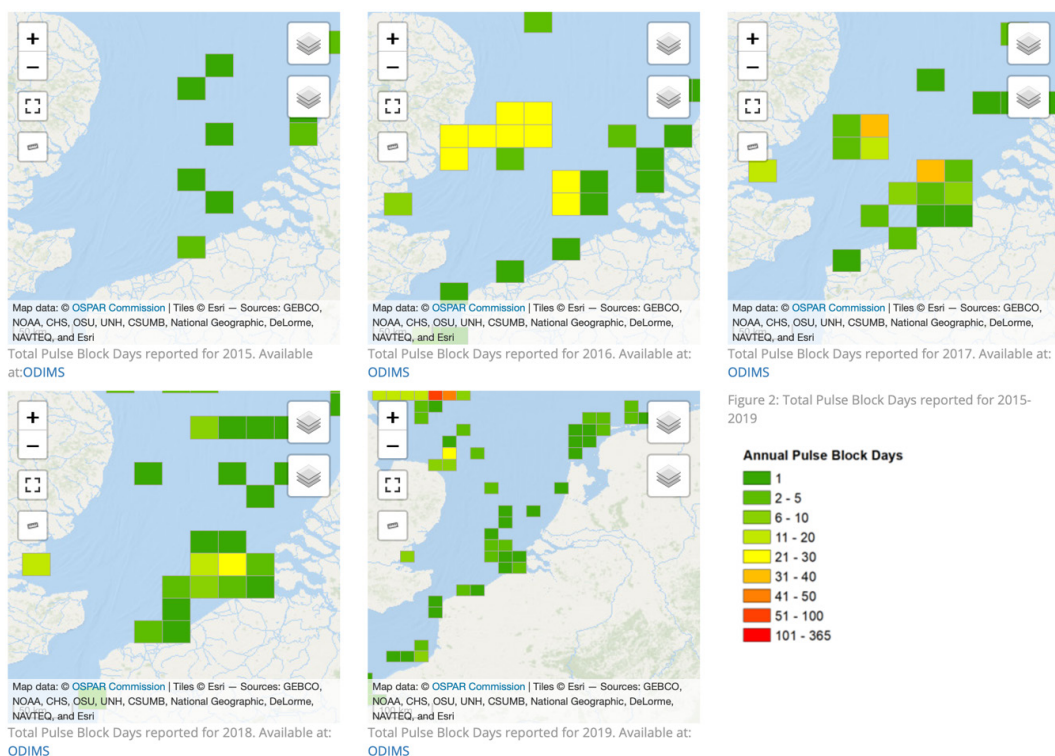 +
−
Map data: © OSPAR Commission | Tiles © Esri — Sources: GEBCO,
NOAA, CHS, OSU, UNH, CSUMB, National Geographic, DeLorme,
NAVTEQ, and Esri
Total Pulse Block Days reported for 2015. Available
at:ODIMS
+
−
Map data: © OSPAR Commission | Tiles © Esri — Sources: GEBCO,
NOAA, CHS, OSU, UNH, CSUMB, National Geographic, DeLorme,
NAVTEQ, and Esri
Total Pulse Block Days reported for 2016. Available at:
ODIMS
+
−
Map data: © OSPAR Commission | Tiles © Esri — Sources: GEBCO,
NOAA, CHS, OSU, UNH, CSUMB, National Geographic, DeLorme,
NAVTEQ, and Esri
Total Pulse Block Days reported for 2017. Available at:
ODIMS
+
−
Map data: © OSPAR Commission | Tiles © Esri — Sources: GEBCO,
NOAA, CHS, OSU, UNH, CSUMB, National Geographic, DeLorme,
NAVTEQ, and Esri
Total Pulse Block Days reported for 2018. Available at:
ODIMS
+
−
Map data: © OSPAR Commission | Tiles © Esri — Sources: GEBCO,
NOAA, CHS, OSU, UNH, CSUMB, National Geographic, DeLorme,
NAVTEQ, and Esri
Total Pulse Block Days reported for 2019. Available at:
ODIMS
Figure 2: Total Pulse Block Days reported for 2015-
2019
Annual Pulse Block Days
1
2 - 5
6 - 10
11 - 20
21 - 30
31 - 40
41 - 50
51 - 100
101 - 365